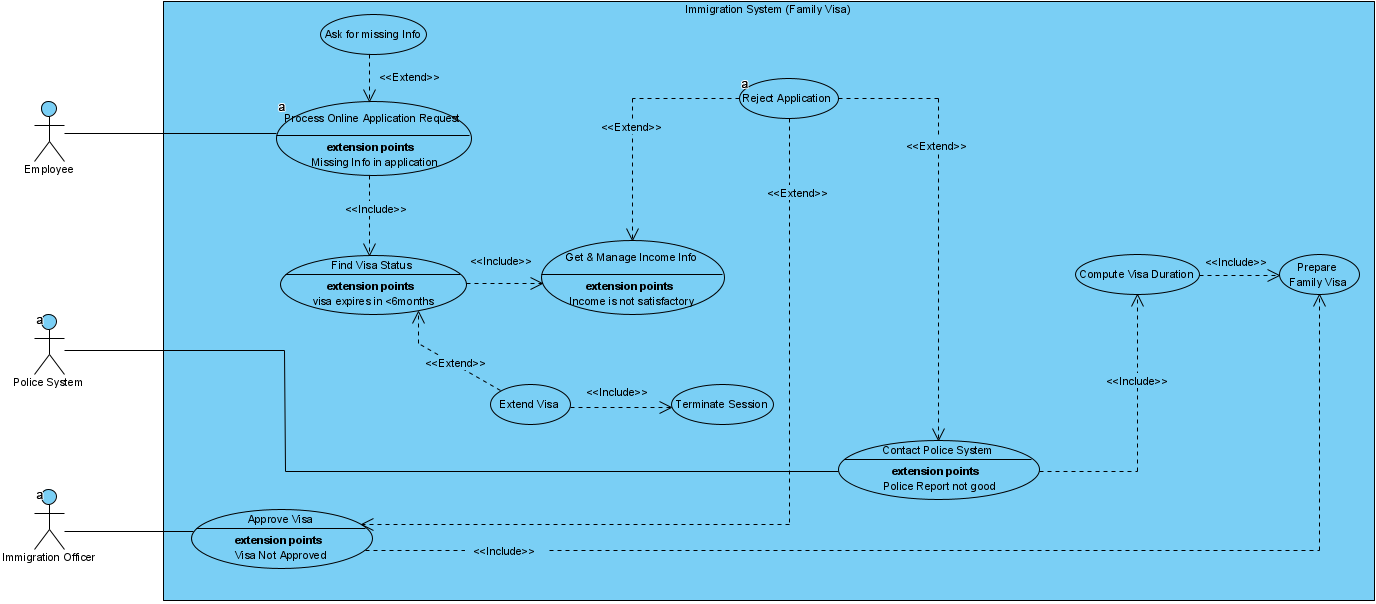 Immigration System (Family Visa)
Ask for missing Info
<<Extend>>
a
Process Online Application Request
extension points
Missing Info in application
a
Reject Application
<<Extend>>
<<Extend>>
<<Extend>>
Employee
<<Include>>
Find Visa Status
extension points
visa expires in <6months
<<Include>>
Get & Manage Income Info
extension points
Income is not satisfactory
Compute Visa Duration
<<Include>>
Prepare
Family Visa
a
Police System
<<Extend>>
Extend Visa
<<Include>>
Terminate Session
<<Include>>
Contact Police System
extension points
Police Report not good
a
Immigration Officer
Approve Visa
extension points
Visa Not Approved
<<Include>>